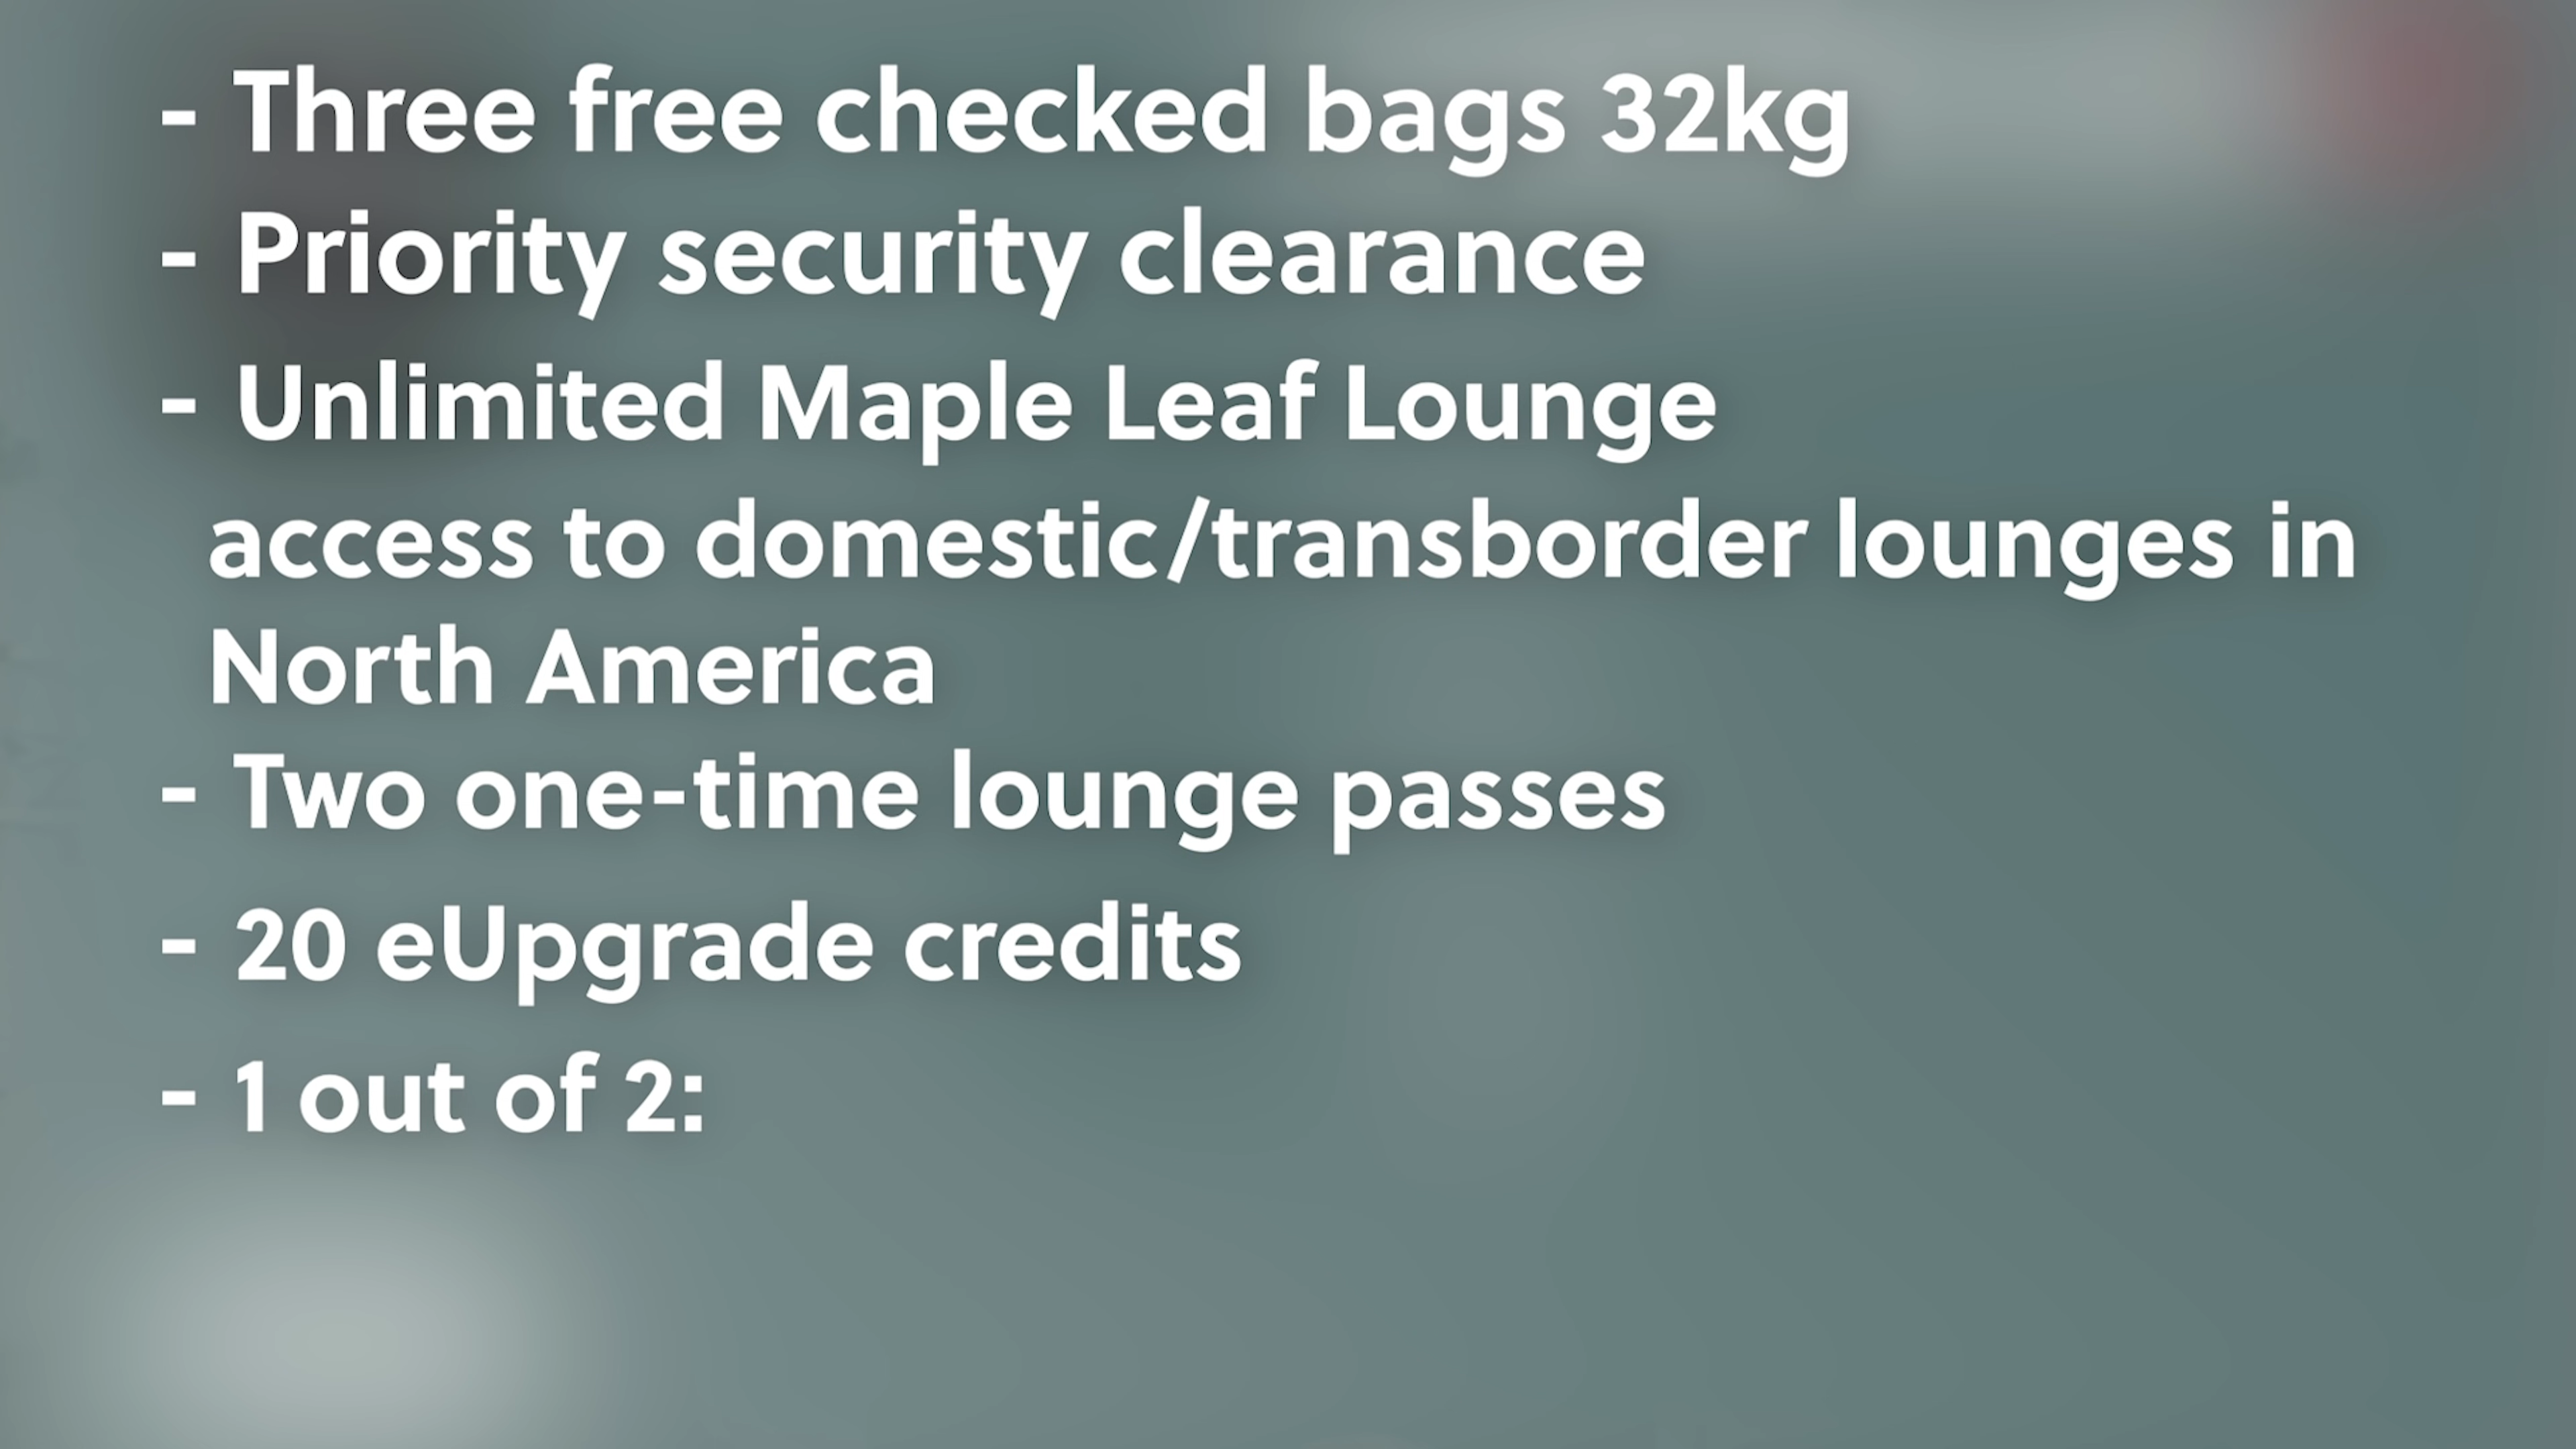 - Three free checked bags 32kg
- Priority security clearance
- Unlimited Maple Leaf Lounge
access to domestic/transborder lounges in
North America
- Two one-time lounge passes
- 20 eUpgrade credits
- 1 out of 2: